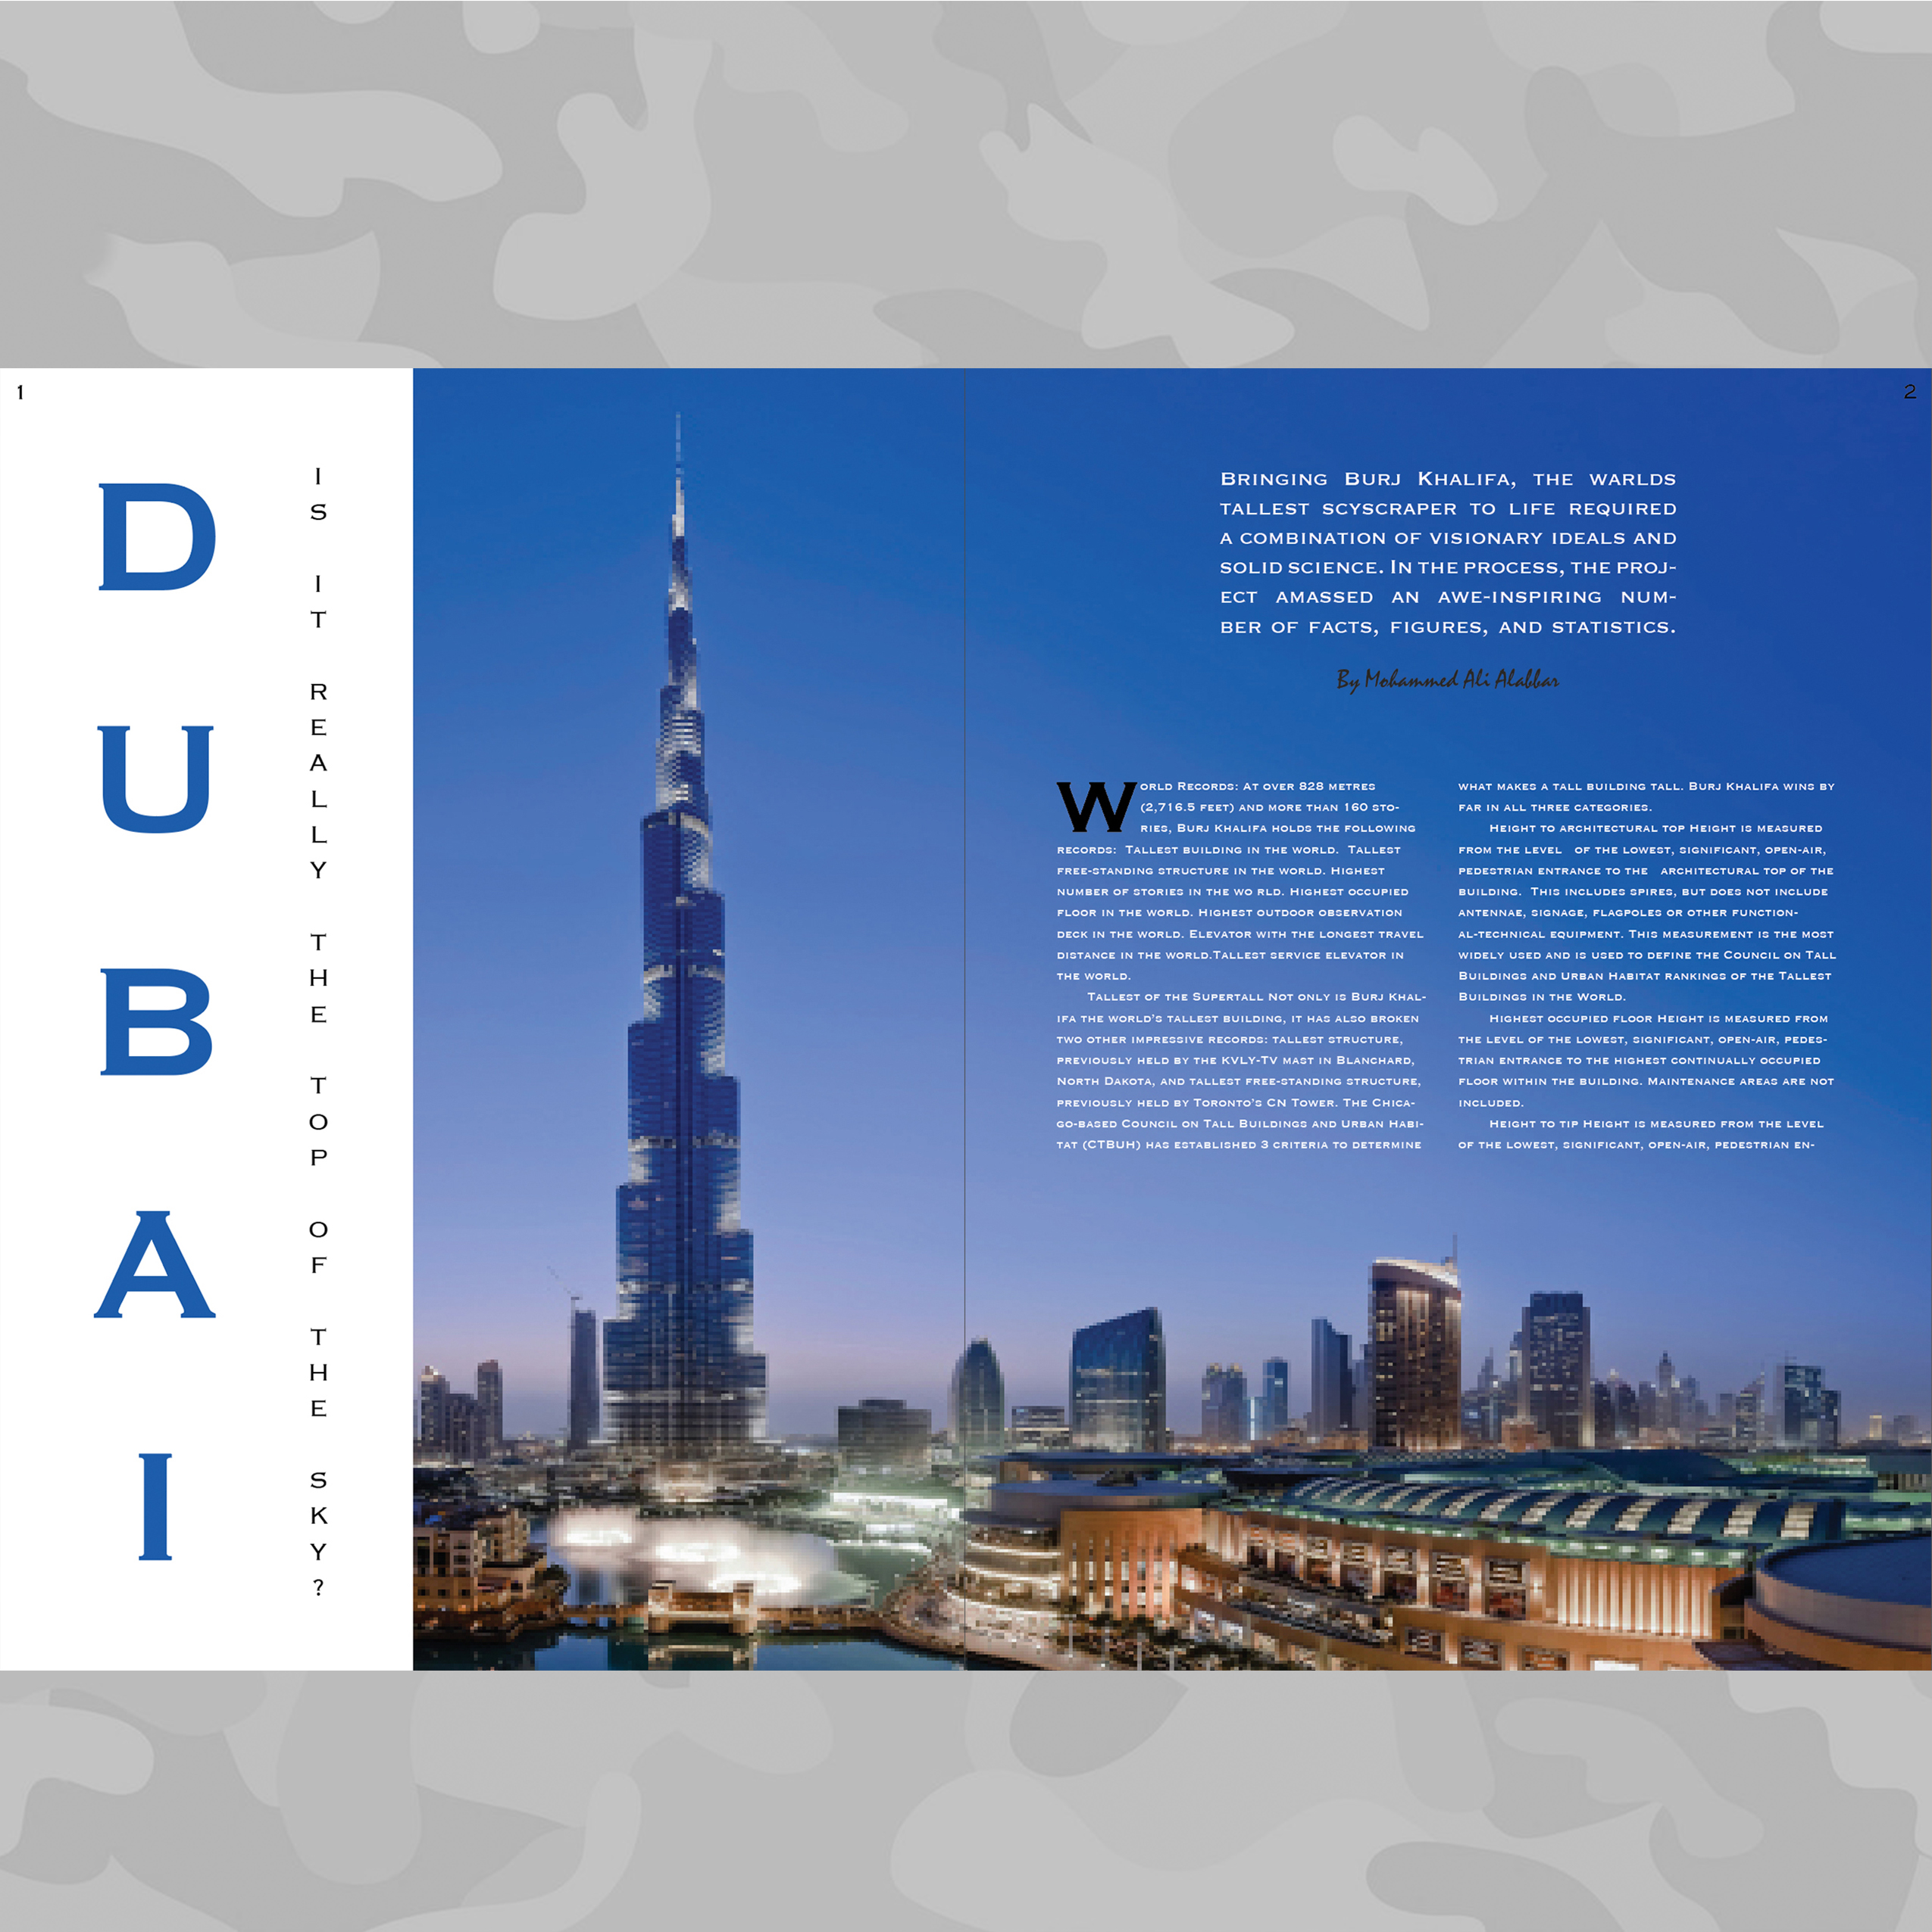 1
DUBAI
IS IT REALLY THE TOP OF THE SKY?
2
Bringing Burj Khalifa, the warlds
tallest scyscraper to life required
a combination of visionary ideals and
solid science. In the process, the proj-
ect amassed an awe-inspiring num-
ber of facts, figures, and statistics.
By Mohammed Ali Alabbar
World Records: At over 828 metres
(2,716.5 feet) and more than 160 sto-
ries, Burj Khalifa holds the following
records: Tallest building in the world. Tallest
free-standing structure in the world. Highest
number of stories in the wo rld. Highest occupied
floor in the world. Highest outdoor observation
deck in the world. Elevator with the longest travel
distance in the world.Tallest service elevator in
the world.
Tallest of the Supertall Not only is Burj Khal-
ifa the world's tallest building, it has also broken
two other impressive records: tallest structure,
previously held by the KVLY-TV mast in Blanchard,
North Dakota, and tallest free-standing structure,
previously held by Toronto's CN Tower. The Chica-
go-based Council on Tall Buildings and Urban Habi-
tat (CTBUH) has established 3 criteria to determine
what makes a tall building tall. Burj Khalifa wins by
far in all three categories.
Height to architectural top Height is measured
from the level of the lowest, significant, open-air,
pedestrian entrance to the architectural top of the
building. This includes spires, but does not include
antennae, signage, flagpoles or other function-
al-technical equipment. This measurement is the most
widely used and is used to define the Council on Tall
Buildings and Urban Habitat rankings of the Tallest
Buildings in the World.
Highest occupied floor Height is measured from
the level of the lowest, significant, open-air, pedes-
trian entrance to the highest continually occupied
floor within the building. Maintenance areas are not
included.
Height to tip Height is measured from the level
of the lowest, significant, open-air, pedestrian en-